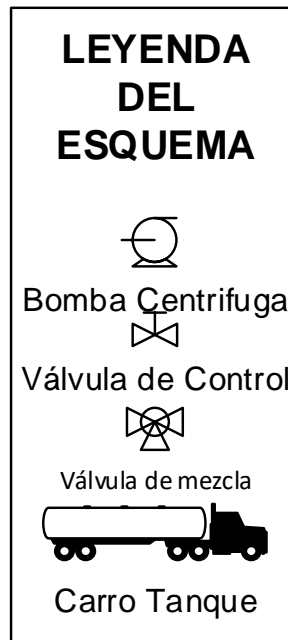 LEYENDA
DEL
ESQUEMA
Bomba Centrifuga
Válvula de Control
Válvula de mezcla
Carro Tanque